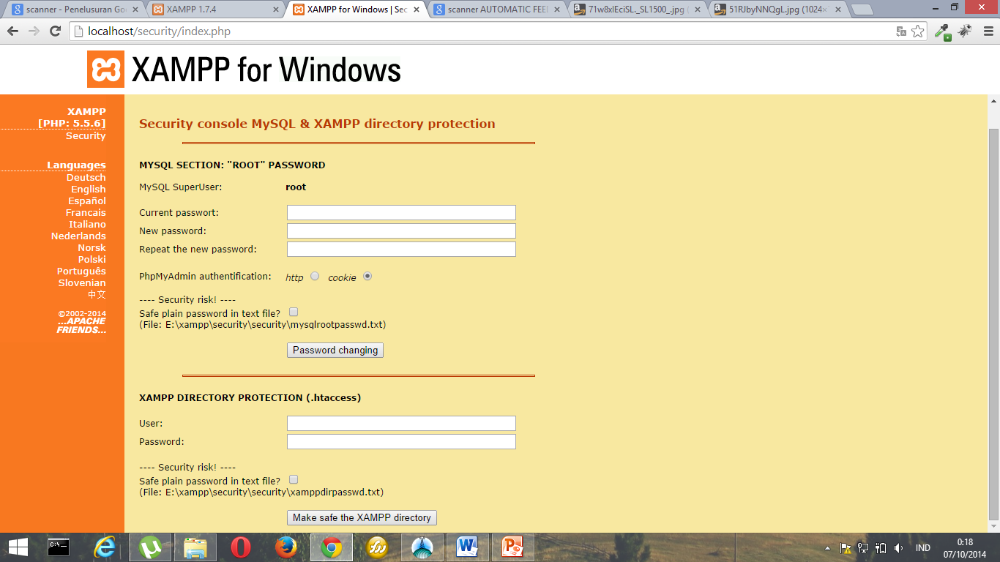 scanner - Penelusuran Go
XAMPP 1.7.4
XAMPP for Windows | Sec
scanner AUTOMATIC FEE
71w8xlEciSL._SL1500_.jpg (
51RJbyNNQgL.jpg (1024×
localhost/security/index.php
XAMPP for Windows
XAMPP
[PHP: 5.5.6]
Security
Languages
Deutsch
English
Español
Francais
Italiano
Nederlands
Norsk
Polski
Português
Slovenian
中文
©2002-2014
...APACHE
FRIENDS...
Security console MySQL & XAMPP directory protection
MYSQL SECTION: "ROOT" PASSWORD
MySQL SuperUser: root
Current passwort:
New password:
Repeat the new password:
PhpMyAdmin authentification: http cookie
---- Security risk! ----
Safe plain password in text file?
(File: E:\xampp\security\security\mysqlrootpasswd.txt)
Password changing
XAMPP DIRECTORY PROTECTION (.htaccess)
User:
Password:
---- Security risk! ----
Safe plain password in text file?
(File: E:\xampp\security\security\xamppdirpasswd.txt)
Make safe the XAMPP directory
IND
0:18
07/10/2014